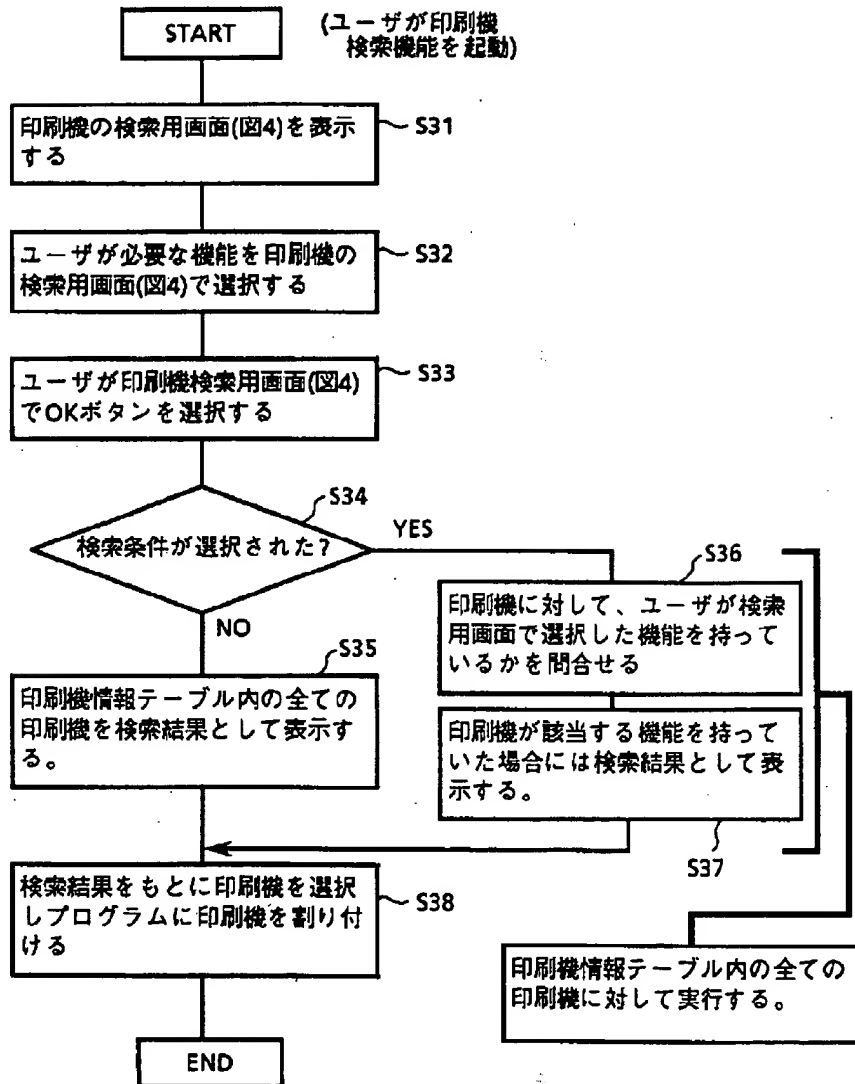 START
(ユーザが印刷機
検索機能を起動)
印刷機の検索用画面(図4)を表示
する
S31
ユーザが必要な機能を印刷機の
検索用画面(図4)で選択する
S32
ユーザが印刷機検索用画面(図4)
でOKボタンを選択する
S33
S34
検索条件が選択された?
YES
NO
S36
印刷機に対して、ユーザが検索
用画面で選択した機能を持って
いるかを問合せる
S35
印刷機情報テーブル内の全ての
印刷機を検索結果として表示す
る。
印刷機が該当する機能を持って
いた場合には検索結果として表
示する。
S37
検索結果をもとに印刷機を選択
しプログラムに印刷機を割り付
ける
S38
印刷機情報テーブル内の全ての
印刷機に対して実行する。
END